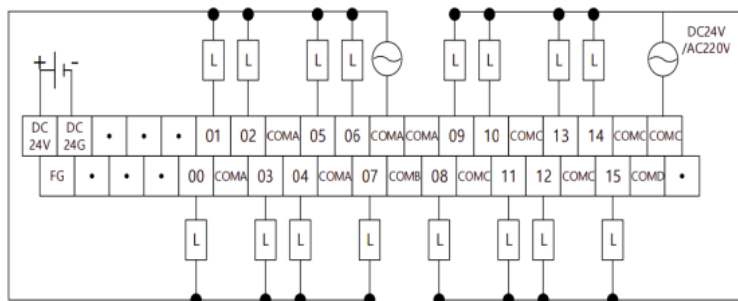 L L L L L L L L DC24V
/AC220V
+ -
DC
24V DC
24G • • • 01 02 COMA 05 06 COMA COMA 09 10 COMC 13 14 COMC COMC
FG • • • 00 COMA 03 04 COMA 07 COMB 08 COMC 11 12 COMC 15 COMD •
L L L L L L L L